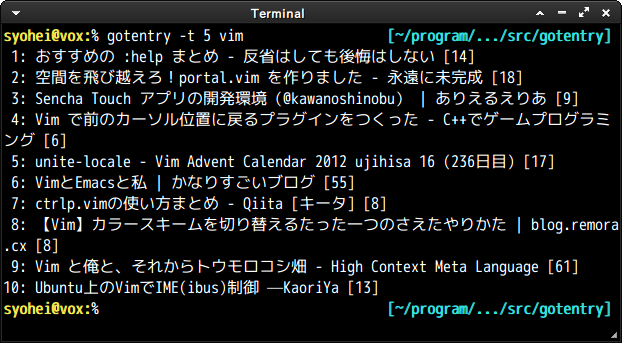 Terminal
syohei@vox:% gotentry -t 5 vim [~/program/.../src/gotentry]
1: おすすめの :help まとめ - 反省はしても後悔はしない [14]
2: 空間を飛び越えろ！portal.vim を作りました - 永遠に未完成 [18]
3: Sencha Touch アプリの開発環境（@kawanoshinobu） | ありえるえりあ [9]
4: Vim で前のカーソル位置に戻るプラグインをつくった - C++でゲームプログラミ
ング [6]
5: unite-locale - Vim Advent Calendar 2012 ujihisa 16（236日目）[17]
6: VimとEmacsと私 | かなりすごいブログ [55]
7: ctrlp.vimの使い方まとめ - Qiita [キータ] [8]
8: 【Vim】カラースキームを切り替えるたった一つのさえたやりかた | blog.remora
.cx [8]
9: Vim と俺と、それからトウモロコシ畑 - High Context Meta Language [61]
10: Ubuntu上のVimでIME(ibus)制御 ―KaoriYa [13]
syohei@vox:% [~/program/.../src/gotentry]